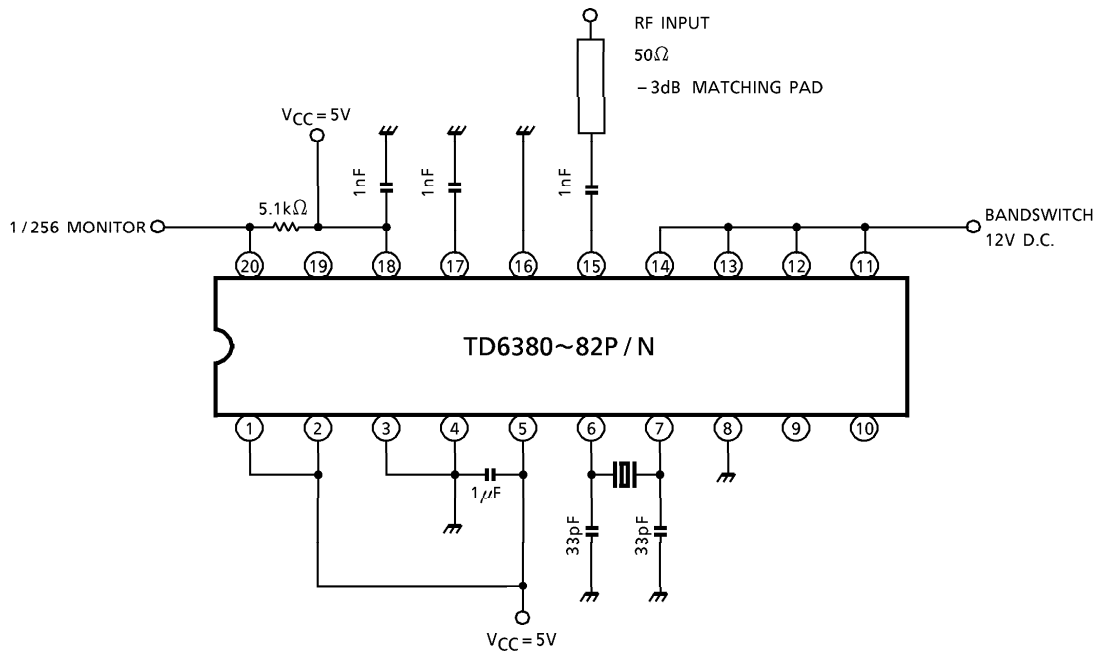 RF INPUT
50Ω
−3dB MATCHING PAD
VCC=5V
1nF
1nF
1nF
5.1kΩ
1/256 MONITOR
BANDSWITCH
12V D.C.
20 19 18 17 16 15 14 13 12 11
TD6380~82P/N
1 2 3 4 5 6 7 8 9 10
1μF
33pF
33pF
VCC=5V